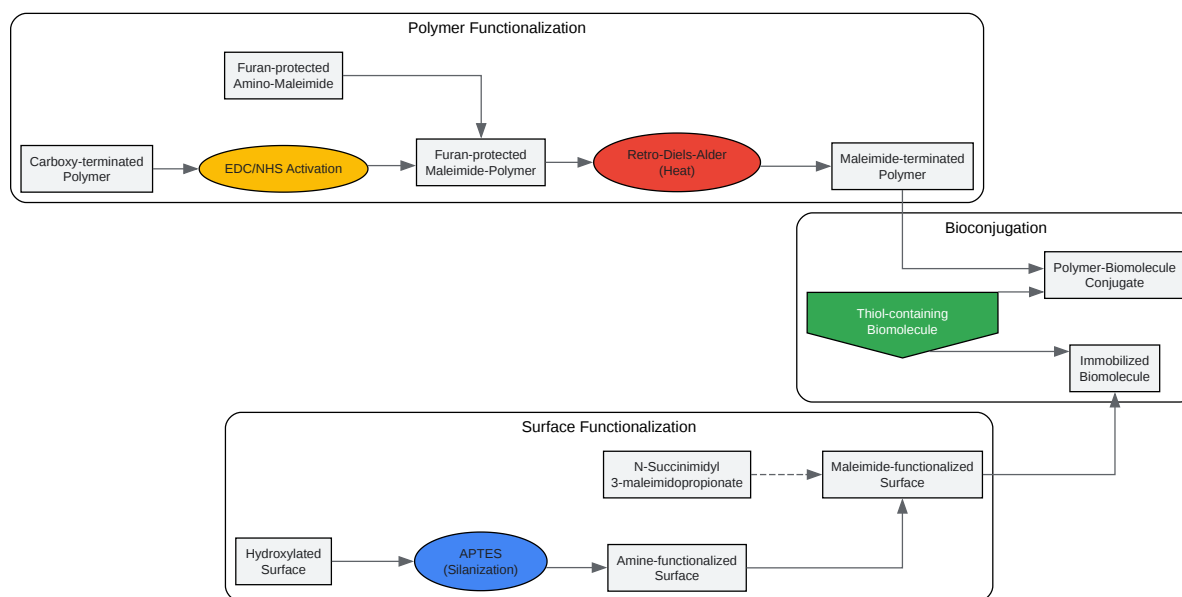 Polymer Functionalization
Furan-protected
Amino-Maleimide
Carboxy-terminated
Polymer
EDC/NHS Activation
Furan-protected
Maleimide-Polymer
Retro-Diels-Alder
(Heat)
Maleimide-terminated
Polymer
Bioconjugation
Polymer-Biomolecule
Conjugate
Thiol-containing
Biomolecule
Immobilized
Biomolecule
Surface Functionalization
N-Succinimidyl
3-maleimidopropionate
Maleimide-functionalized
Surface
Hydroxylated
Surface
APTES
(Silanization)
Amine-functionalized
Surface